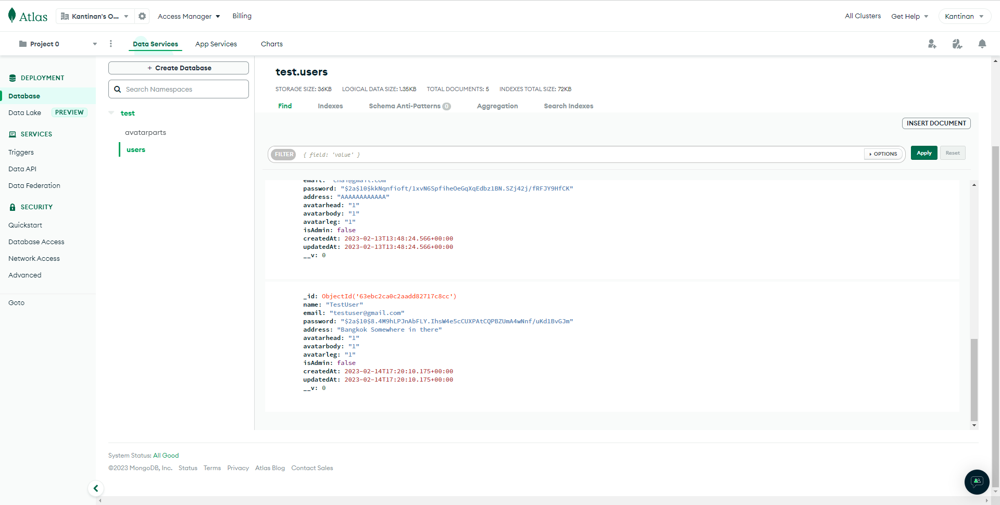 Atlas
Kantinan's O...
Access Manager
Billing
All Clusters
Get Help
Kantinan
Project 0
Data Services
App Services
Charts
DEPLOYMENT
Database
Data Lake PREVIEW
SERVICES
Triggers
Data API
Data Federation
SECURITY
Quickstart
Database Access
Network Access
Advanced
Goto
+ Create Database
Search Namespaces
test
avatarparts
users
test.users
STORAGE SIZE: 36KB LOGICAL DATA SIZE: 1.35KB TOTAL DOCUMENTS: 5 INDEXES TOTAL SIZE: 72KB
Find Indexes Schema Anti-Patterns 0 Aggregation Search Indexes
INSERT DOCUMENT
FILTER { field: 'value' } OPTIONS Apply Reset
email: "chai@gmail.com"
password: "$2a$10$kkNqnfioft/lxvN6SpfiheOeGqXqEdbz1BN.SZj42j/fRFJY9HfCK"
address: "AAAAAAAAAAAA"
avatarhead: "1"
avatarbody: "1"
avatarleg: "1"
isAdmin: false
createdAt: 2023-02-13T13:48:24.566+00:00
updatedAt: 2023-02-13T13:48:24.566+00:00
__v: 0
_id: ObjectId('63ebc2ca0c2aadd82717c8cc')
name: "TestUser"
email: "testuser@gmail.com"
password: "$2a$10$8.4M9hLPJnAbFLY.IhsW4e5cCUXPAtCQPBZUmA4wNnf/uKd1BvGJm"
address: "Bangkok Somewhere in there"
avatarhead: "1"
avatarbody: "1"
avatarleg: "1"
isAdmin: false
createdAt: 2023-02-14T17:20:10.175+00:00
updatedAt: 2023-02-14T17:20:10.175+00:00
__v: 0
System Status: All Good
©2023 MongoDB, Inc. Status Terms Privacy Atlas Blog Contact Sales